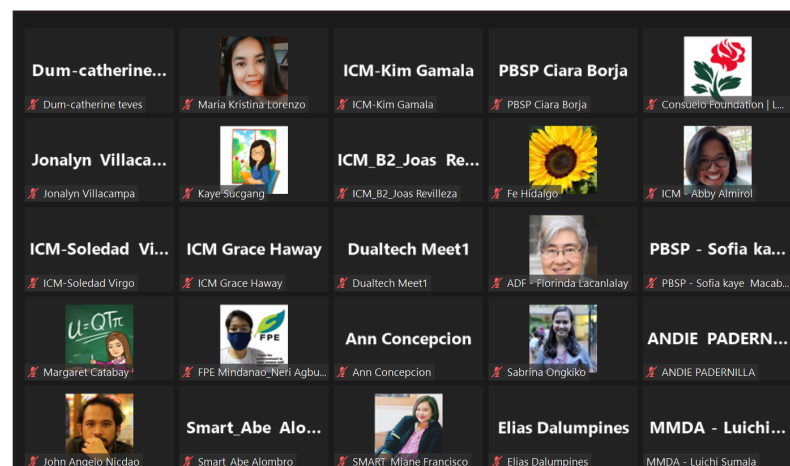 Dum-catherine...
Dum-catherine teves
Maria Kristina Lorenzo
ICM-Kim Gamala
ICM-Kim Gamala
PBSP Ciara Borja
PBSP Ciara Borja
Consuelo Foundation | L...
Jonalyn Villaca...
Jonalyn Villacampa
Kaye Sucgang
ICM_B2_Joas Re...
ICM_B2_Joas Revilleza
Fe Hidalgo
ICM - Abby Almirol
ICM-Soledad Vi...
ICM-Soledad Virgo
ICM Grace Haway
ICM Grace Haway
Dualtech Meet1
Dualtech Meet1
ADF - Florinda Lacanlalay
PBSP - Sofia ka...
PBSP - Sofia kaye Macab...
U=QTπ
Margaret Catabay
FPE
FPE Mindanao_Neri Agbu...
Ann Concepcion
Ann Concepcion
Sabrina Ongkiko
ANDIE PADERN...
ANDIE PADERNILLA
John Angelo Nicdao
Smart_Abe Alo...
Smart_Abe Alombro
SMART_Mjane Francisco
Elias Dalumpines
Elias Dalumpines
MMDA - Luichi...
MMDA - Luichi Sumala